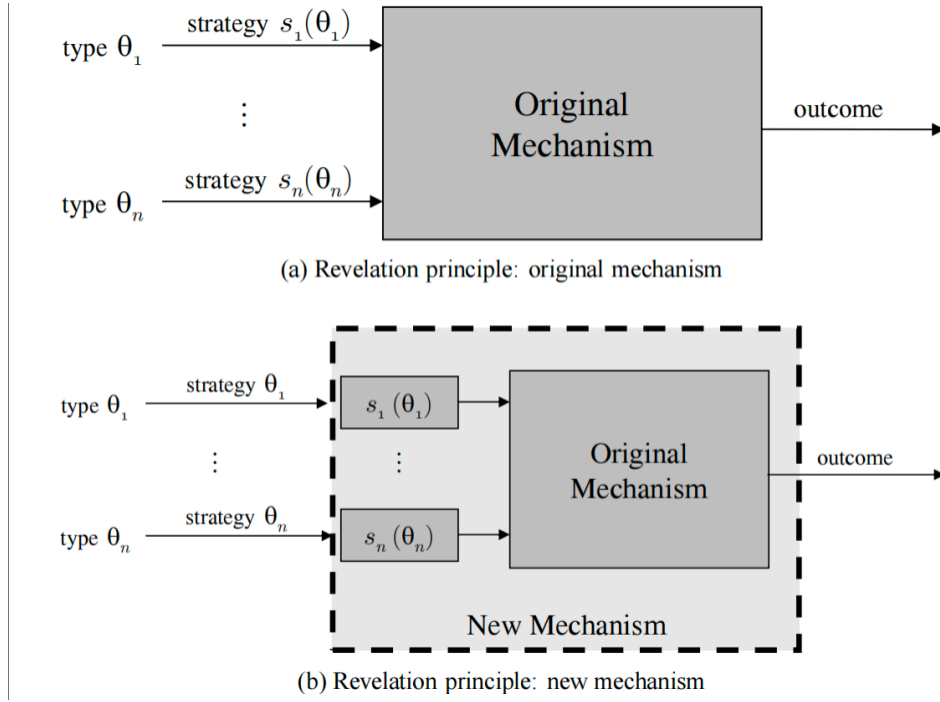 strategy s₁(θ₁)
type θ₁
⋮
Original
Mechanism
outcome
strategy sₙ(θₙ)
type θₙ
(a) Revelation principle: original mechanism
strategy θ₁
type θ₁
s₁ (θ₁)
⋮
⋮
Original
Mechanism
outcome
strategy θₙ
type θₙ
sₙ (θₙ)
New Mechanism
(b) Revelation principle: new mechanism